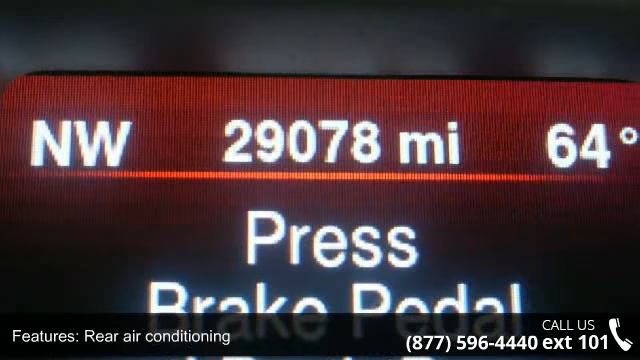 NW 29078 mi 64°
Press
Brake Pedal
CALL US
Features: Rear air conditioning
(877) 596-4440 ext 101